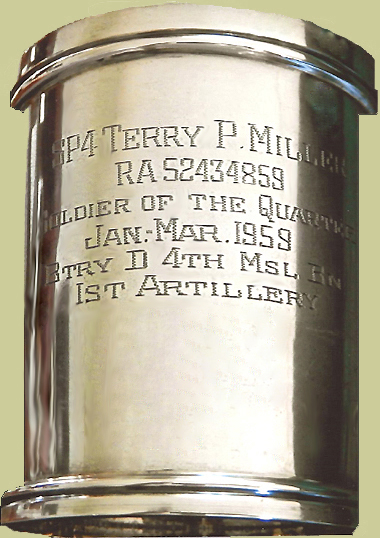 SP4 TERRY P. MILLER
RA 52434859
SOLDIER OF THE QUARTER
JAN.-MAR. 1959
BTRY D 4TH MSL BN
1ST ARTILLERY